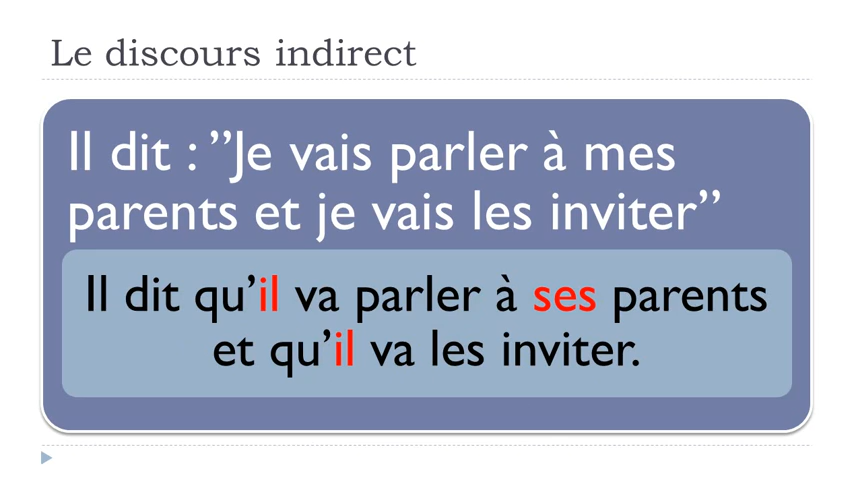 Le discours indirect
Il dit : ”Je vais parler à mes
parents et je vais les inviter”
Il dit qu’il va parler à ses parents
et qu’il va les inviter.